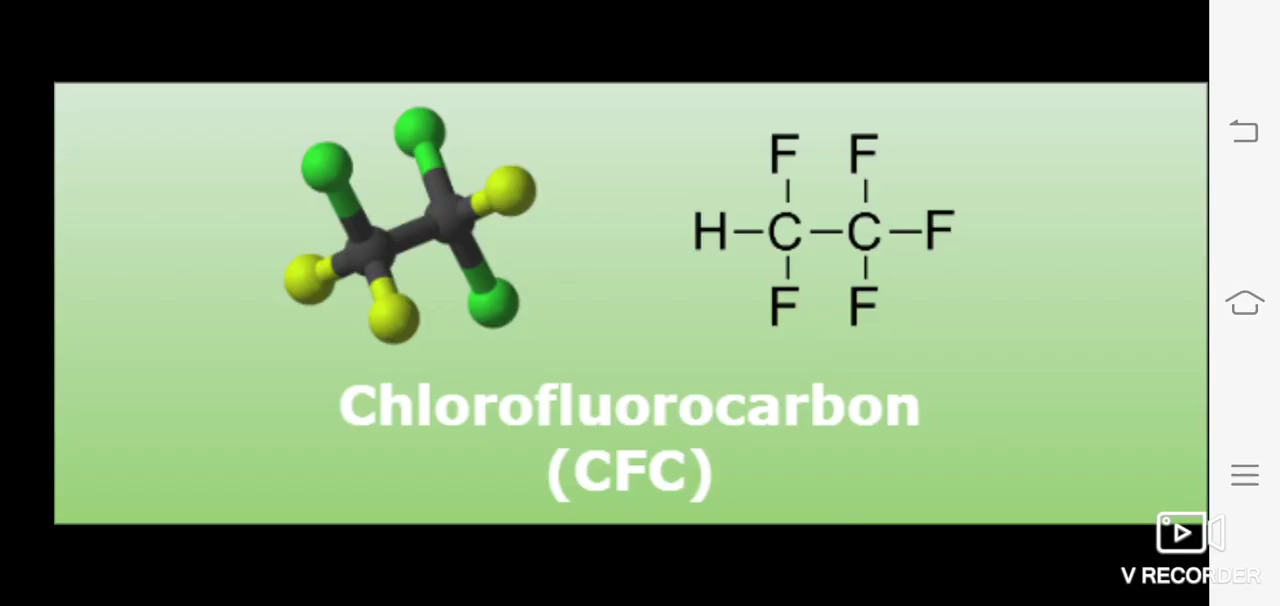 F F
H–C–C–F
F F
Chlorofluorocarbon
(CFC)
V RECORDER